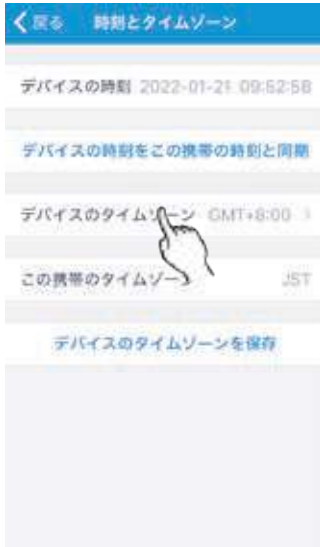 戻る 時刻とタイムゾーン
デバイスの時刻 2022-01-21 09:52:58
デバイスの時刻をこの携帯の時刻と同期
デバイスのタイムゾーン GMT+8:00
この携帯のタイムゾーン JST
デバイスのタイムゾーンを保存